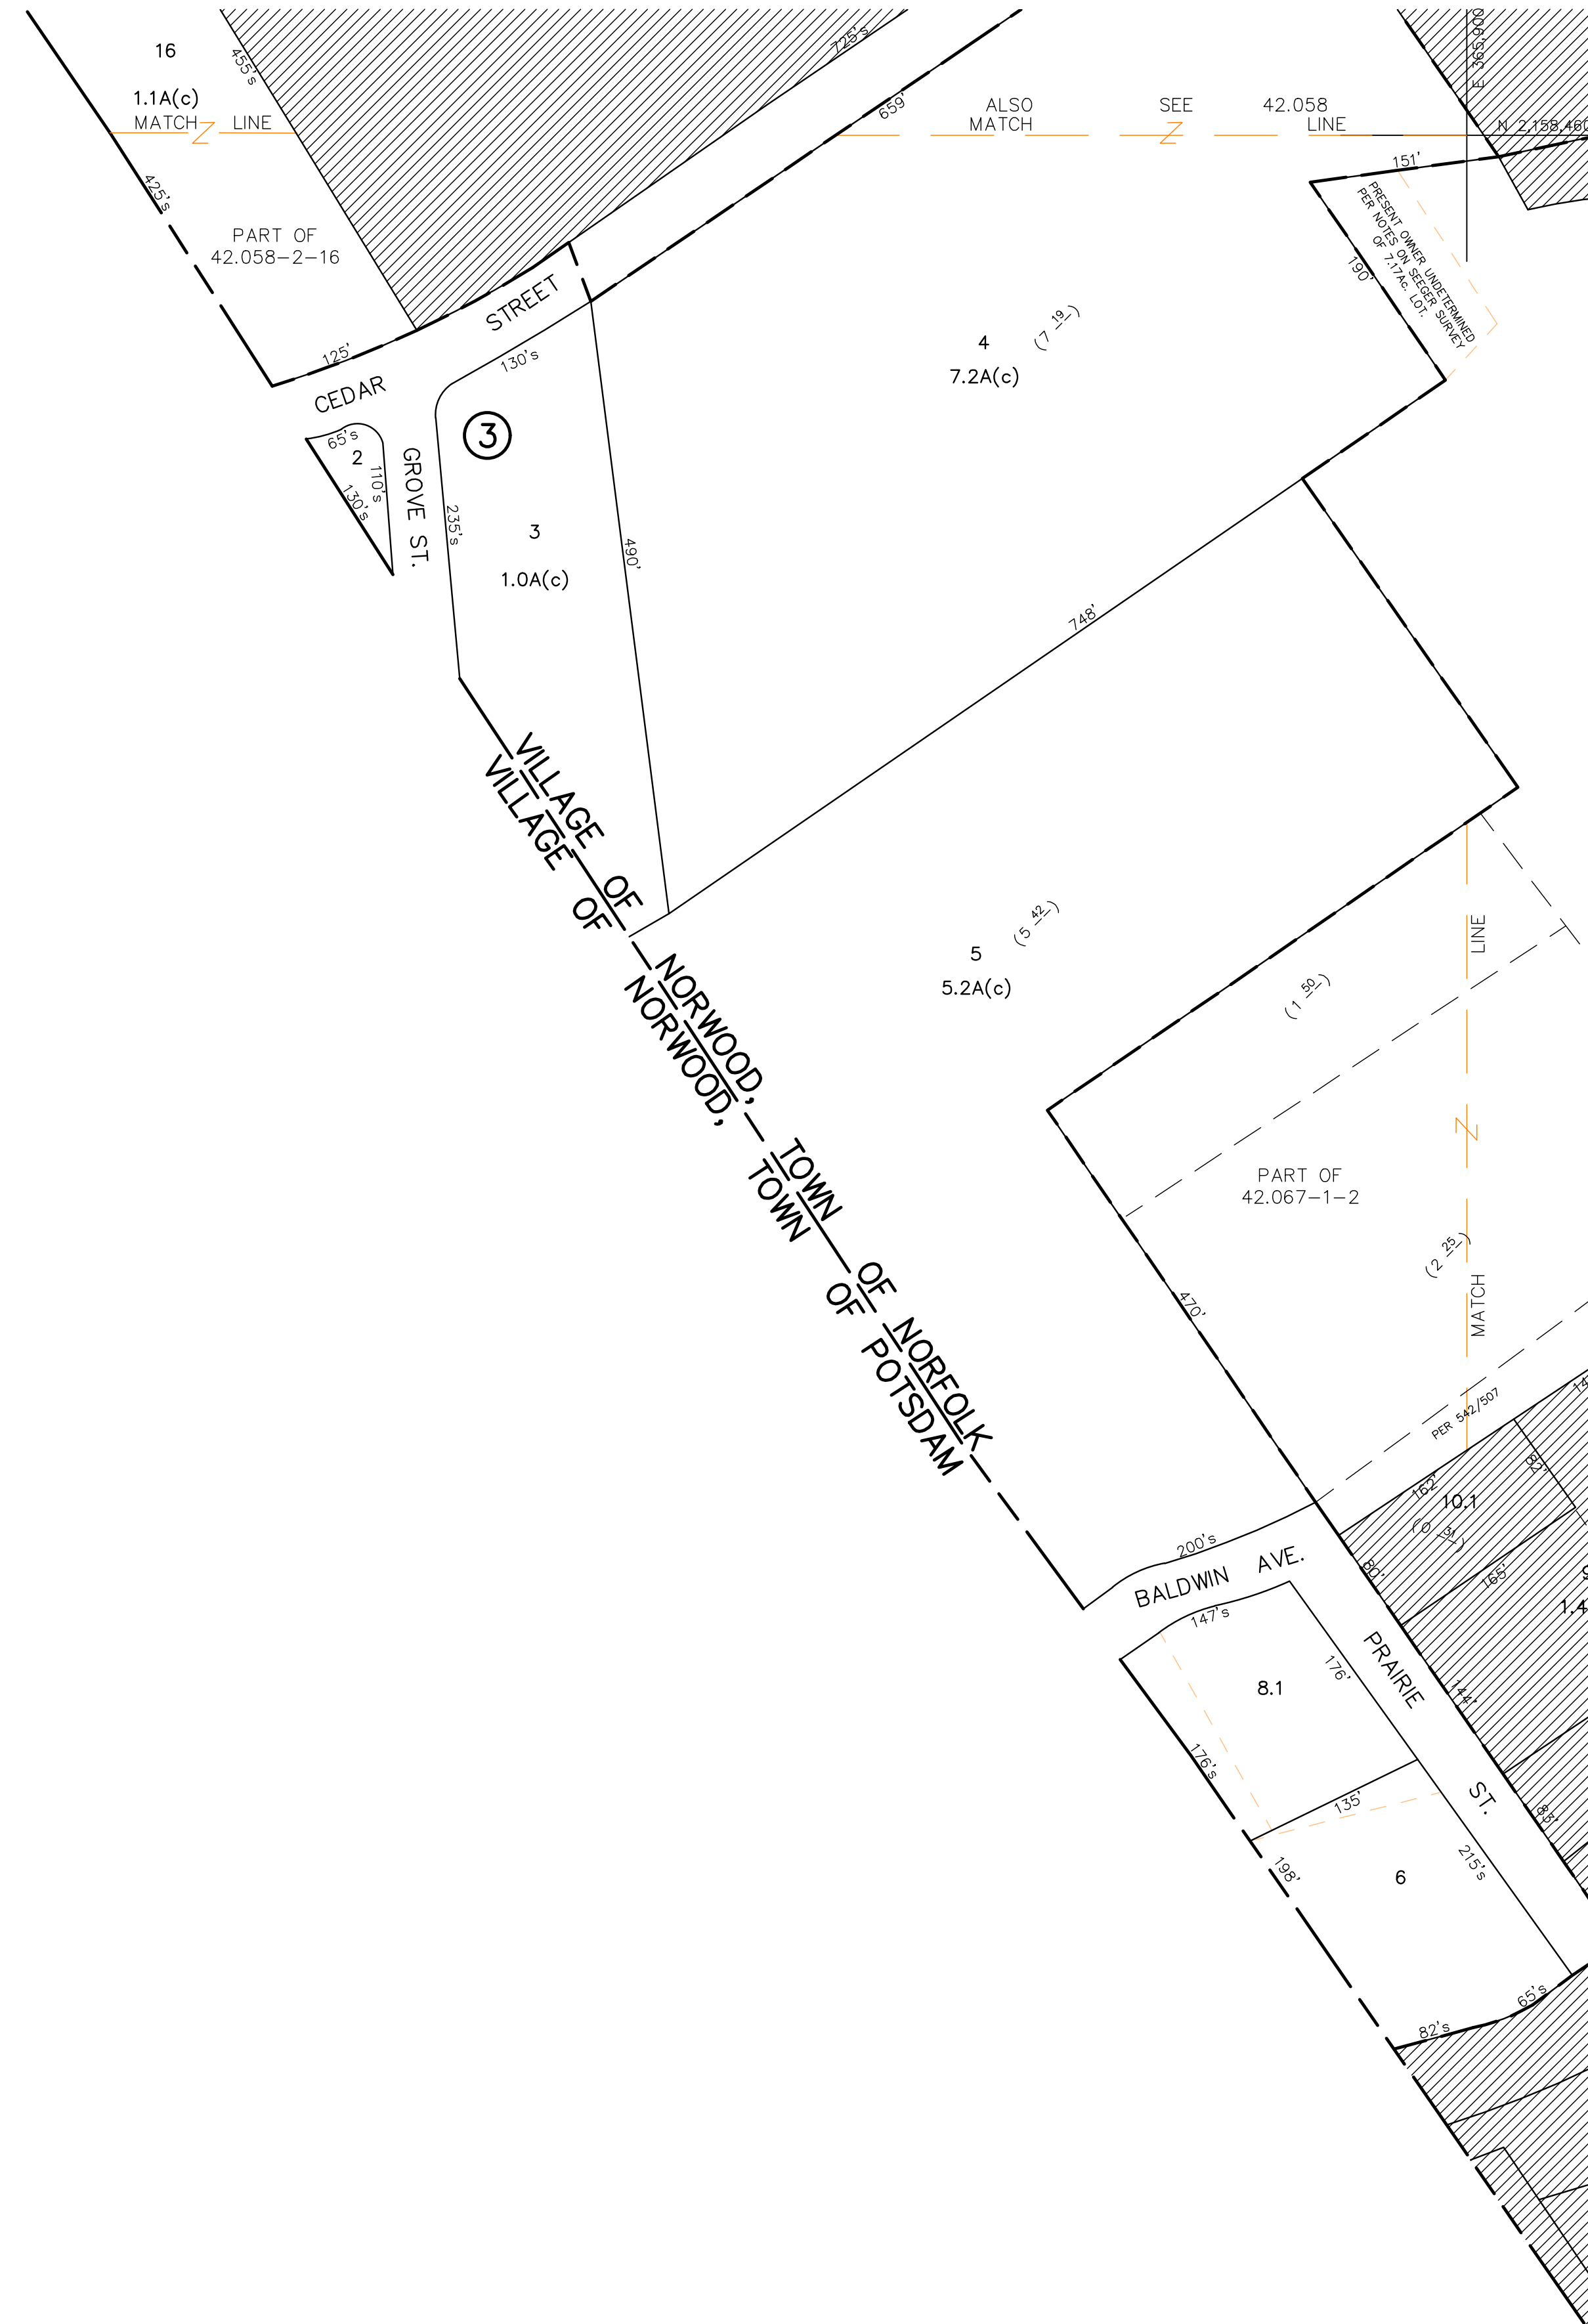 16
1.1A(c)
MATCH LINE
455's
725's
659'
ALSO SEE 42.058
MATCH LINE
E 365,900
N 2,158,460
151'
425's
PART OF
42.058-2-16
PRESENT OWNER UNDETERMINED
PER NOTES ON SEEGER SURVEY
OF 7.17Ac. LOT.
190'
CEDAR STREET
125'
130's
4
(7 19)
7.2A(c)
3
65's
2
110's
130's
GROVE ST.
235's
3
1.0A(c)
490'
748'
VILLAGE OF NORWOOD, TOWN OF NORFOLK
VILLAGE OF NORWOOD, TOWN OF POTSDAM
5
(5 42)
5.2A(c)
LINE
(1 50)
PART OF
42.067-1-2
(2 25)
MATCH
470'
PER 542/507
82'
162'
10.1
(0 31)
165'
80'
200's
BALDWIN AVE.
147's
1.4
PRAIRIE ST.
176'
8.1
144'
176's
135'
83'
198'
6
215's
65's
82's